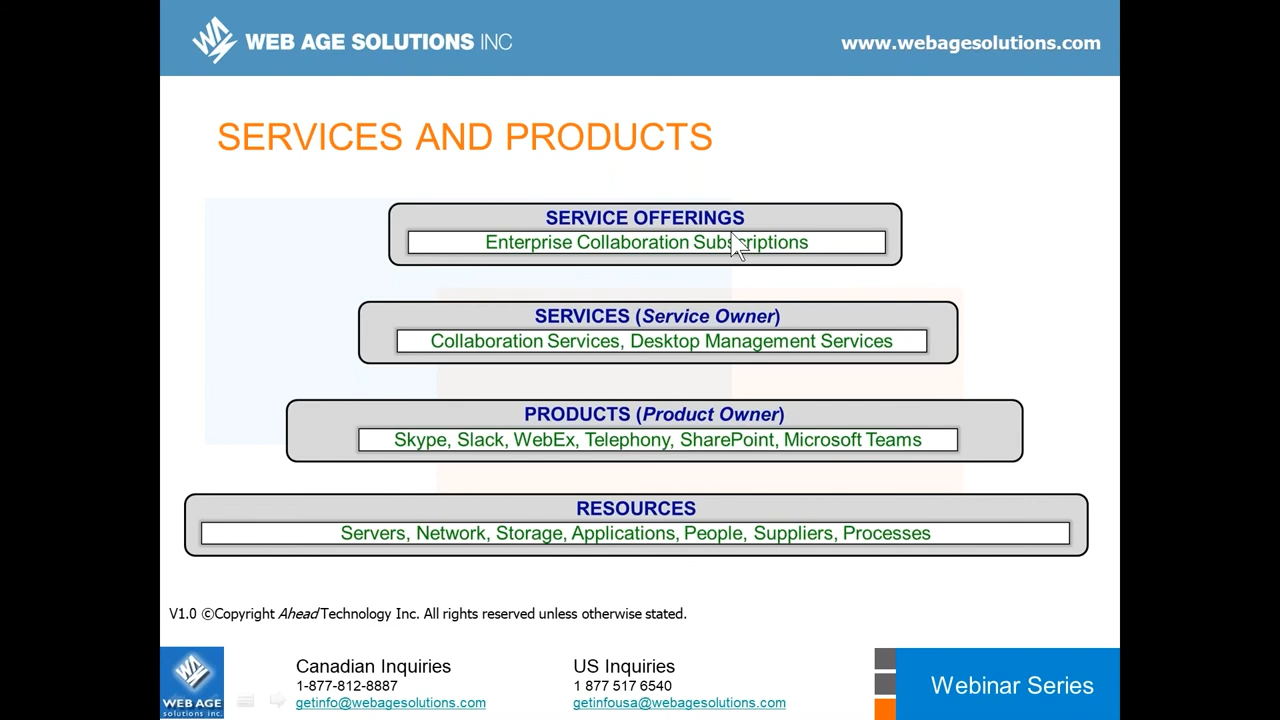 WEB AGE SOLUTIONS INC
www.webagesolutions.com
SERVICES AND PRODUCTS
SERVICE OFFERINGS
Enterprise Collaboration Subscriptions
SERVICES (Service Owner)
Collaboration Services, Desktop Management Services
PRODUCTS (Product Owner)
Skype, Slack, WebEx, Telephony, SharePoint, Microsoft Teams
RESOURCES
Servers, Network, Storage, Applications, People, Suppliers, Processes
V1.0 ©Copyright Ahead Technology Inc. All rights reserved unless otherwise stated.
WA
WEB AGE
solutions inc.
Canadian Inquiries
1-877-812-8887
getinfo@webagesolutions.com
US Inquiries
1 877 517 6540
getinfousa@webagesolutions.com
Webinar Series